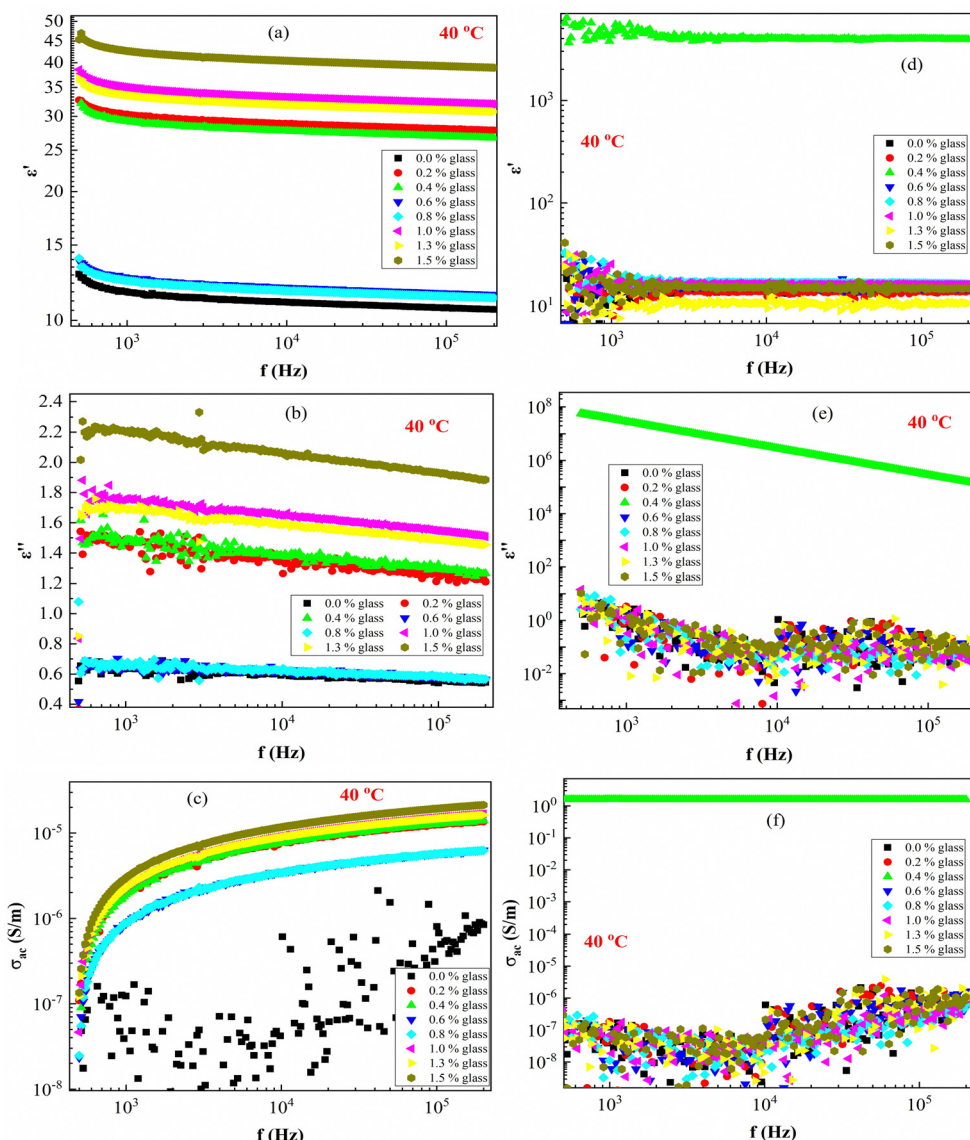 (a)
40 °C
50
45
40
35
30
25
20
15
10
ε'
0.0 % glass
0.2 % glass
0.4 % glass
0.6 % glass
0.8 % glass
1.0 % glass
1.3 % glass
1.5 % glass
10³ 10⁴ 10⁵
f (Hz)
(d)
40 °C
10³
10²
10¹
ε'
0.0 % glass
0.2 % glass
0.4 % glass
0.6 % glass
0.8 % glass
1.0 % glass
1.3 % glass
1.5 % glass
10³ 10⁴ 10⁵
f (Hz)
(b)
40 °C
2.4
2.2
2.0
1.8
1.6
1.4
1.2
1.0
0.8
0.6
0.4
ε''
0.0 % glass 0.2 % glass
0.4 % glass 0.6 % glass
0.8 % glass 1.0 % glass
1.3 % glass 1.5 % glass
10³ 10⁴ 10⁵
f (Hz)
(e)
40 °C
10⁸
10⁶
10⁴
10²
10⁰
10⁻²
ε''
0.0 % glass
0.2 % glass
0.4 % glass
0.6 % glass
0.8 % glass
1.0 % glass
1.3 % glass
1.5 % glass
10³ 10⁴ 10⁵
f (Hz)
(c)
40 °C
10⁻⁵
10⁻⁶
10⁻⁷
10⁻⁸
σac (S/m)
0.0 % glass
0.2 % glass
0.4 % glass
0.6 % glass
0.8 % glass
1.0 % glass
1.3 % glass
1.5 % glass
10³ 10⁴ 10⁵
f (Hz)
(f)
40 °C
10⁰
10⁻¹
10⁻²
10⁻³
10⁻⁴
10⁻⁵
10⁻⁶
10⁻⁷
10⁻⁸
σac (S/m)
0.0 % glass
0.2 % glass
0.4 % glass
0.6 % glass
0.8 % glass
1.0 % glass
1.3 % glass
1.5 % glass
10³ 10⁴ 10⁵
f (Hz)